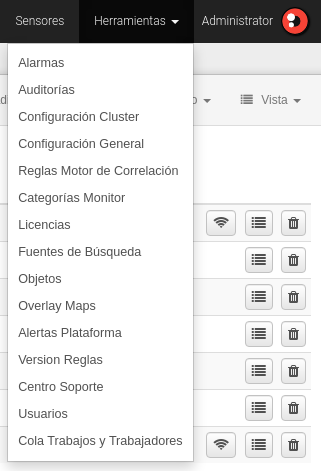 Sensores Herramientas Administrator
Alarmas
Auditorías
Configuración Cluster
Vista
Configuración General
Reglas Motor de Correlación
Categorías Monitor
Licencias
Fuentes de Búsqueda
Objetos
Overlay Maps
Alertas Plataforma
Version Reglas
Centro Soporte
Usuarios
Cola Trabajos y Trabajadores